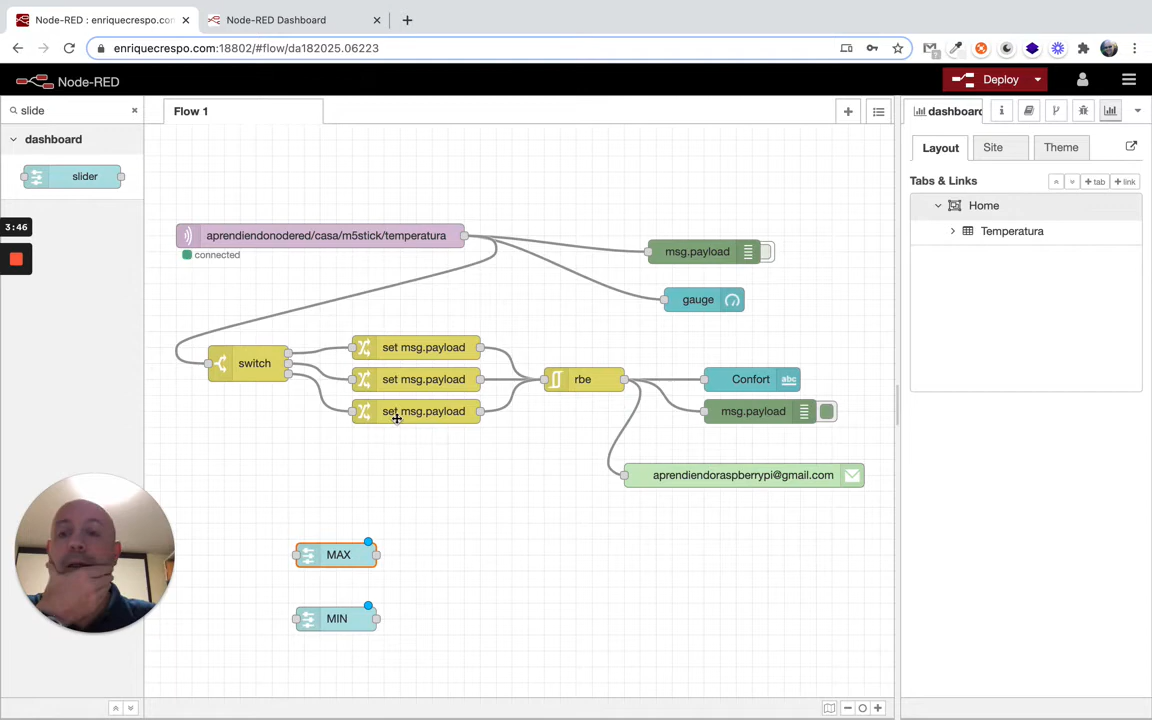 Node-RED : enriquecrespo.con
Node-RED Dashboard
enriquecrespo.com:18802/#flow/da182025.06223
Node-RED
Deploy
slide
Flow 1
dashboard
dashboard
slider
Layout
Site
Theme
Tabs & Links
tab
link
Home
Temperatura
3:46
aprendiendonodered/casa/m5stick/temperatura
connected
msg.payload
gauge
switch
set msg.payload
set msg.payload
set msg.payload
rbe
Confort
abc
msg.payload
aprendiendoraspberrypi@gmail.com
MAX
MIN